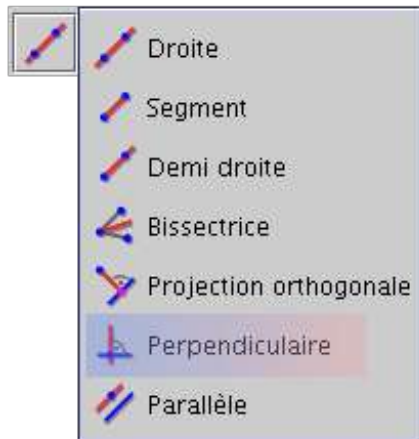 Droite
Segment
Demi droite
Bissectrice
Projection orthogonale
Perpendiculaire
Parallèle